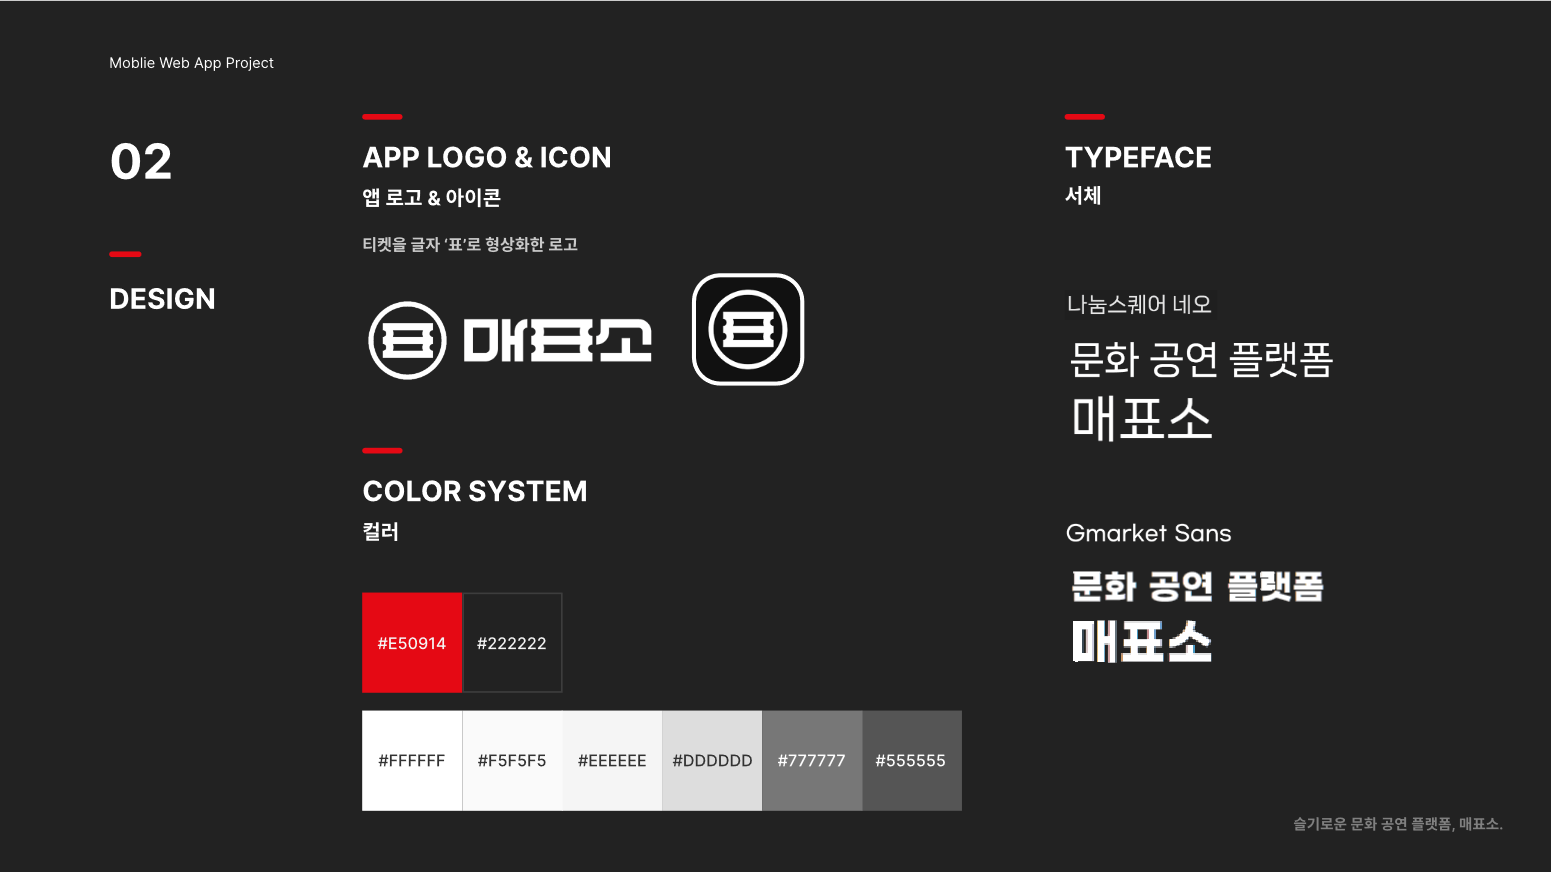 Moblie Web App Project
02
DESIGN
APP LOGO & ICON
앱 로고 & 아이콘
티켓을 글자 ‘표’로 형상화한 로고
표 매표소
표
COLOR SYSTEM
컬러
#E50914 #222222
#FFFFFF #F5F5F5 #EEEEEE #DDDDDD #777777 #555555
TYPEFACE
서체
나눔스퀘어 네오
문화 공연 플랫폼
매표소
Gmarket Sans
문화 공연 플랫폼
매표소
슬기로운 문화 공연 플랫폼, 매표소.